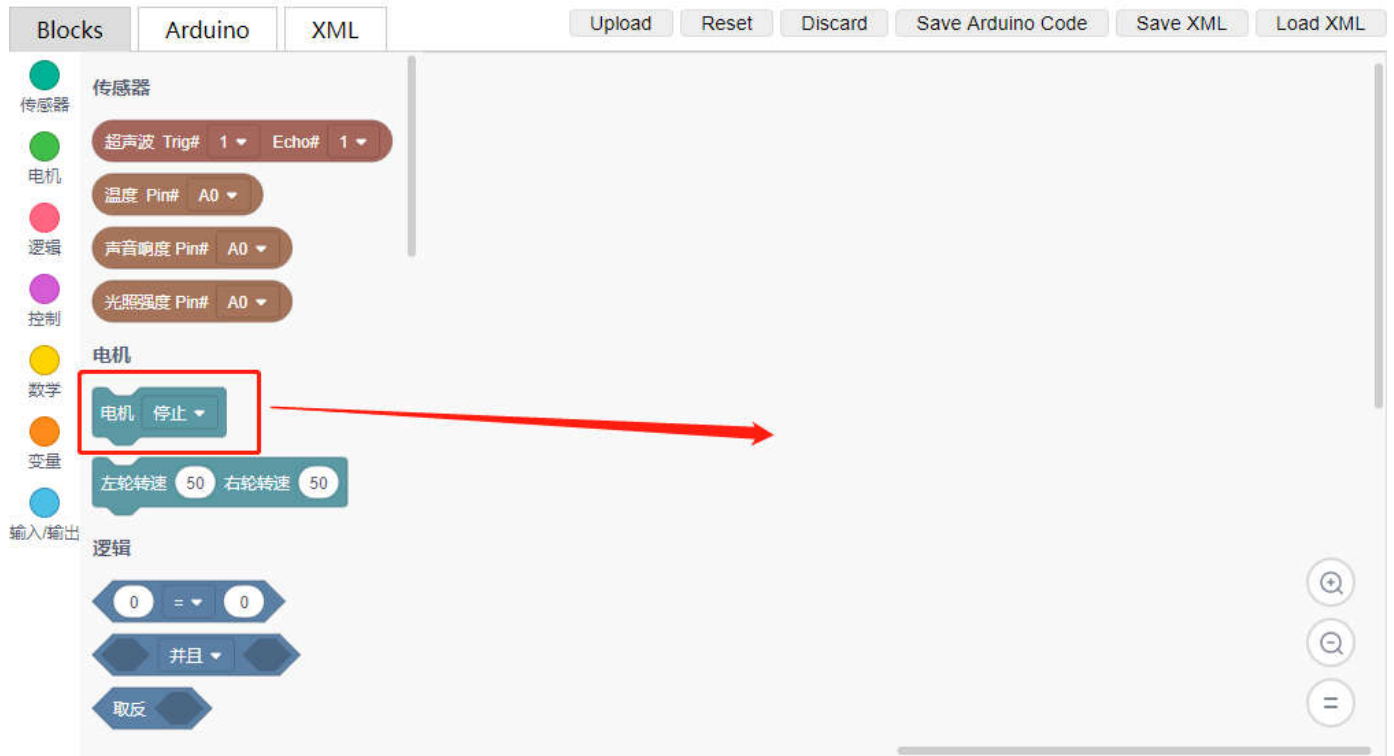 Blocks Arduino XML Upload Reset Discard Save Arduino Code Save XML Load XML
传感器
电机
逻辑
控制
数学
变量
输入/输出
传感器
超声波 Trig# 1 Echo# 1
温度 Pin# A0
声音响度 Pin# A0
光照强度 Pin# A0
电机
电机 停止
左轮转速 50 右轮转速 50
逻辑
0 = 0
并且
取反